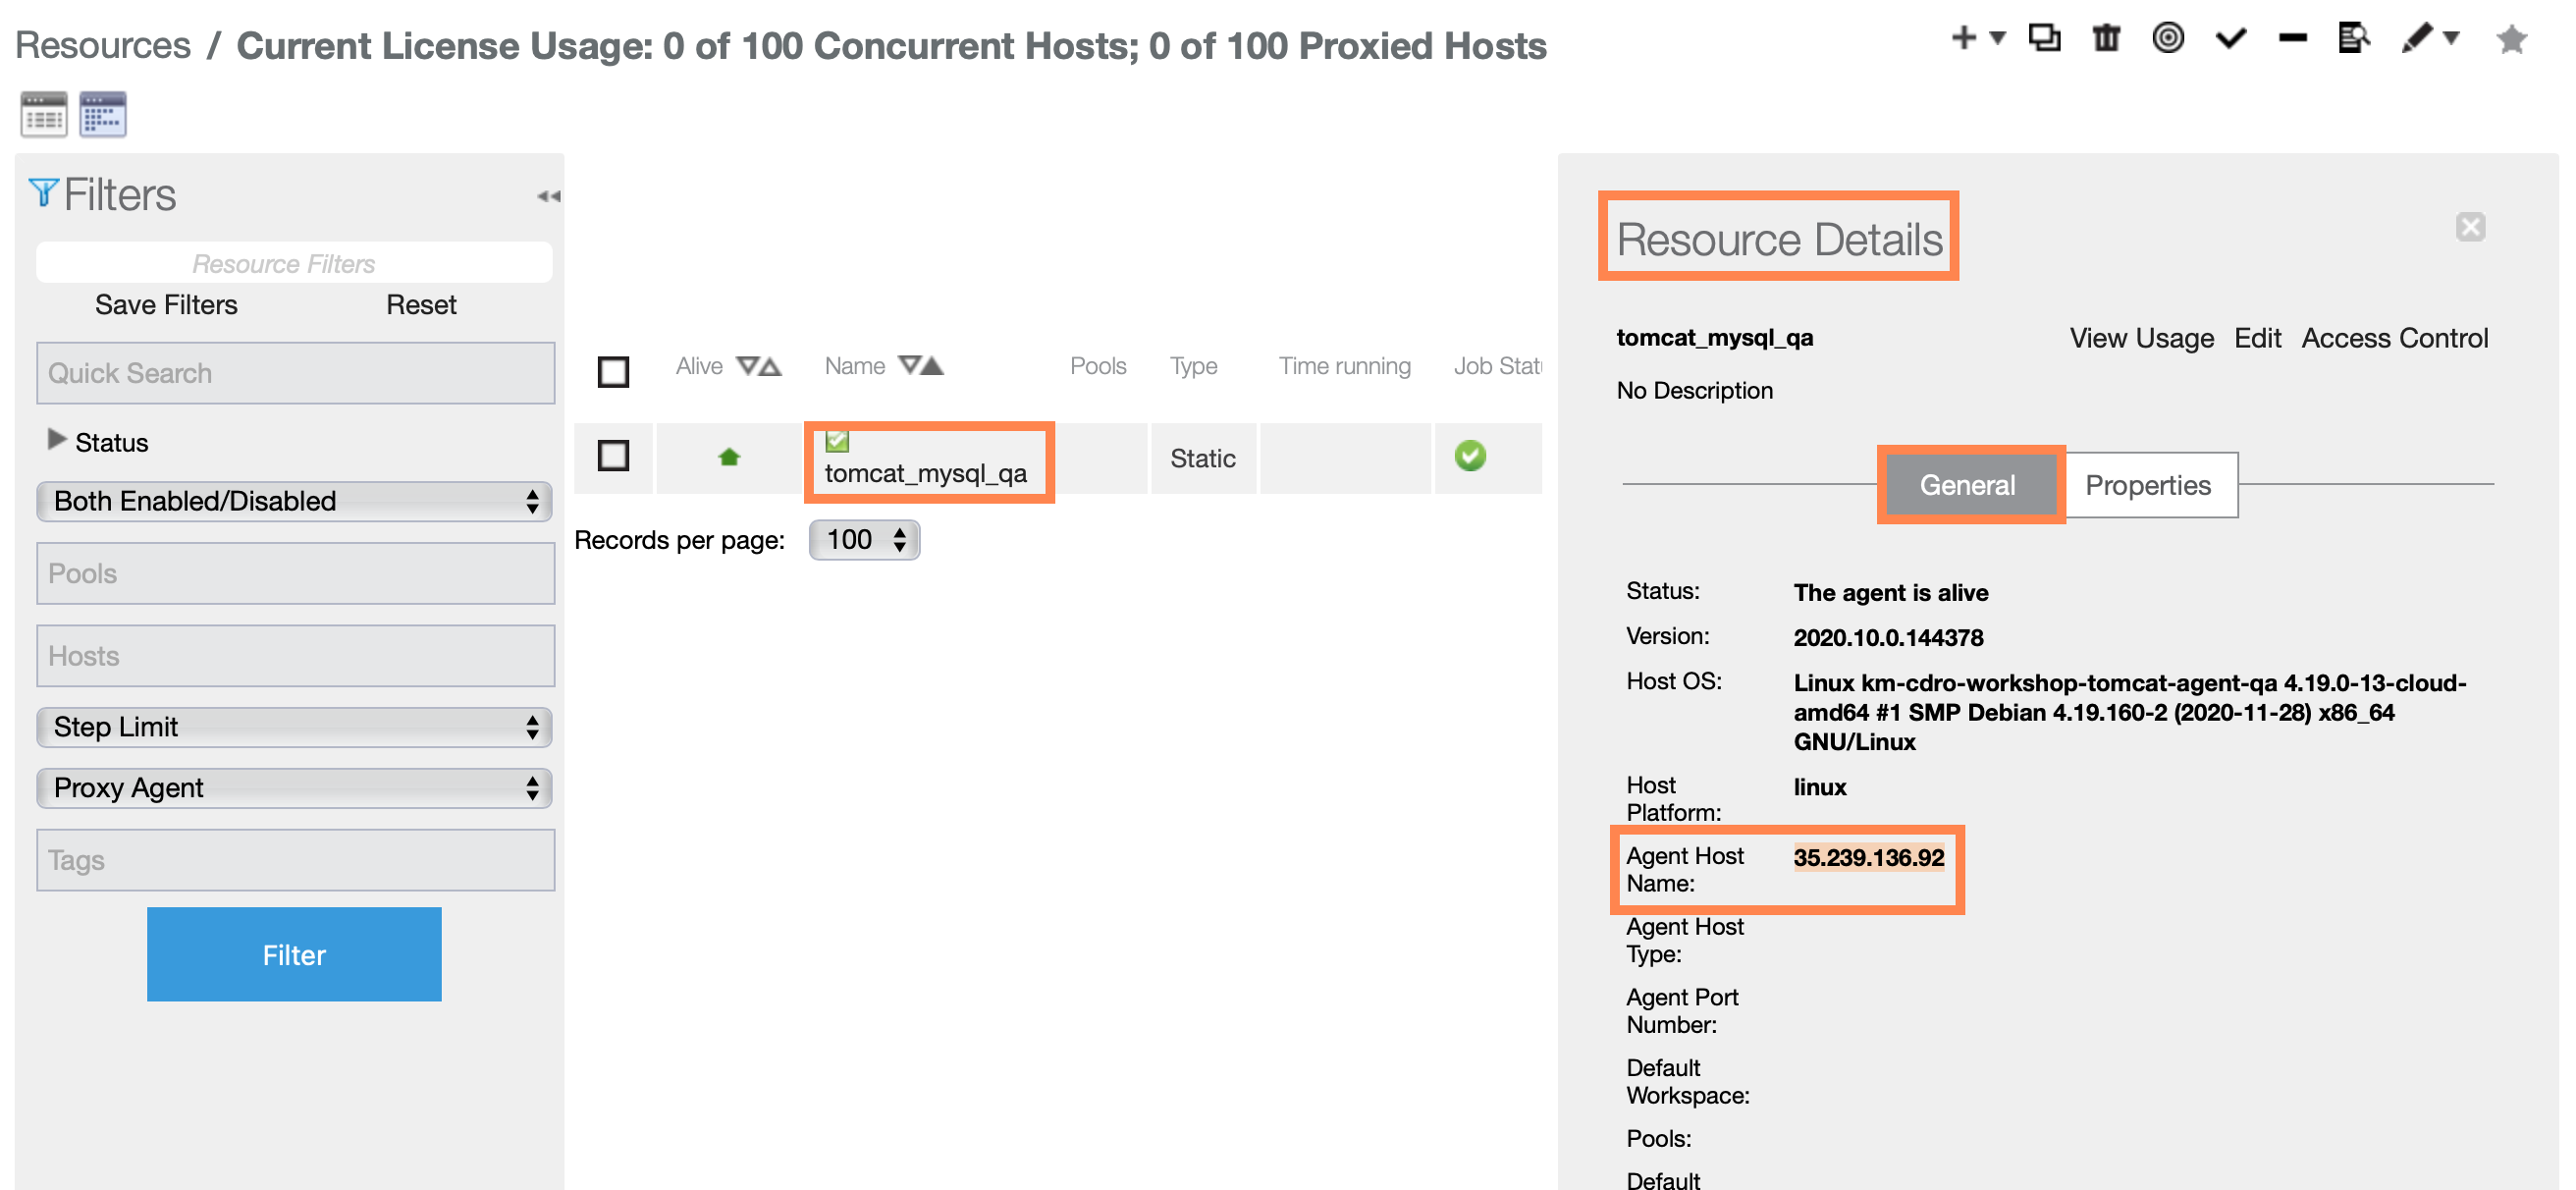 Resources / Current License Usage: 0 of 100 Concurrent Hosts; 0 of 100 Proxied Hosts
Filters
Resource Filters
Save Filters Reset
Quick Search
Status
Both Enabled/Disabled
Pools
Hosts
Step Limit
Proxy Agent
Tags
Filter
Alive Name Pools Type Time running Job Stat
tomcat_mysql_qa Static
Records per page: 100
Resource Details
tomcat_mysql_qa View Usage Edit Access Control
No Description
General Properties
Status: The agent is alive
Version: 2020.10.0.144378
Host OS: Linux km-cdro-workshop-tomcat-agent-qa 4.19.0-13-cloud-
amd64 #1 SMP Debian 4.19.160-2 (2020-11-28) x86_64
GNU/Linux
Host linux
Platform:
Agent Host 35.239.136.92
Name:
Agent Host
Type:
Agent Port
Number:
Default
Workspace:
Pools:
Default